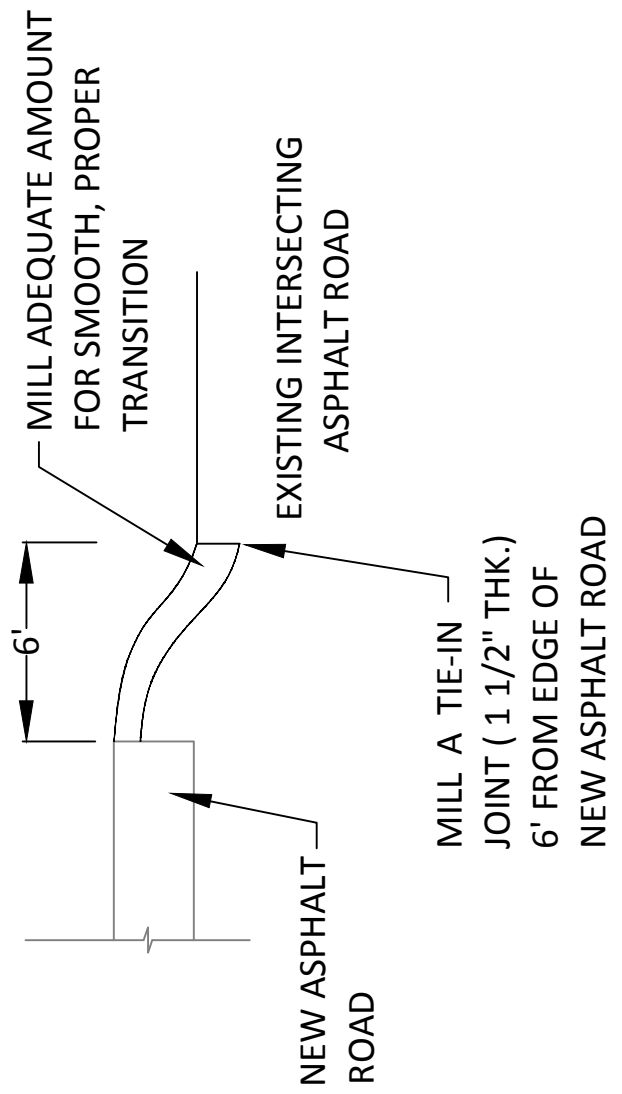 6'
MILL ADEQUATE AMOUNT
FOR SMOOTH, PROPER
TRANSITION
EXISTING INTERSECTING
ASPHALT ROAD
NEW ASPHALT
ROAD
MILL A TIE-IN
JOINT ( 1 1/2" THK.)
6' FROM EDGE OF
NEW ASPHALT ROAD